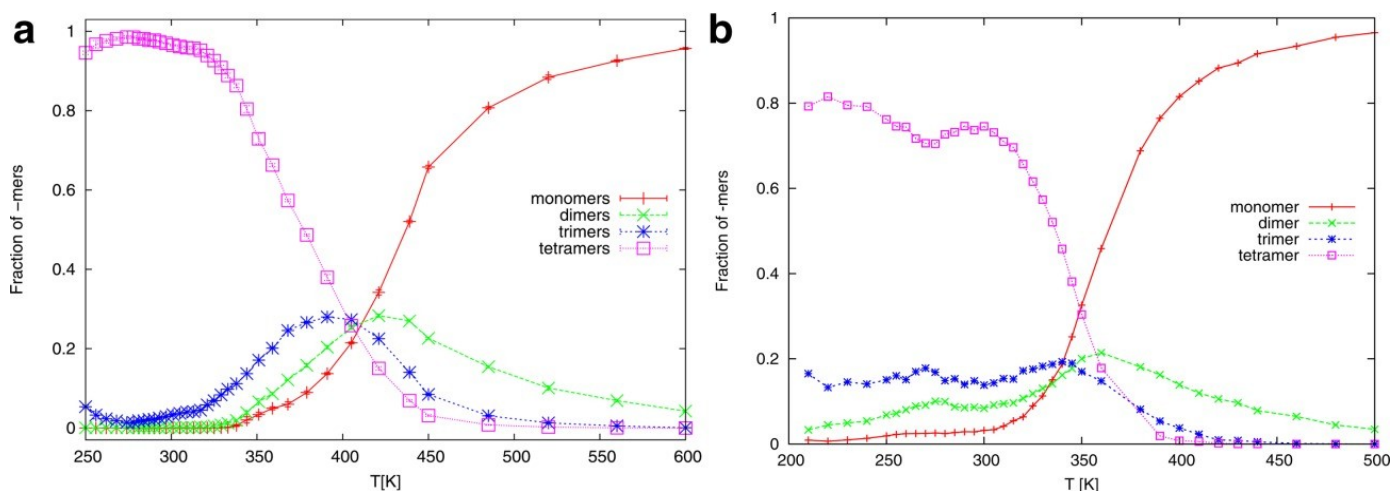 a
Fraction of -mers
1
0.8
0.6
0.4
0.2
0
monomers
dimers
trimers
tetramers
250 300 350 400 450 500 550 600
T[K]
b
Fraction of -mers
1
0.8
0.6
0.4
0.2
0
monomer
dimer
trimer
tetramer
200 250 300 350 400 450 500
T [K]